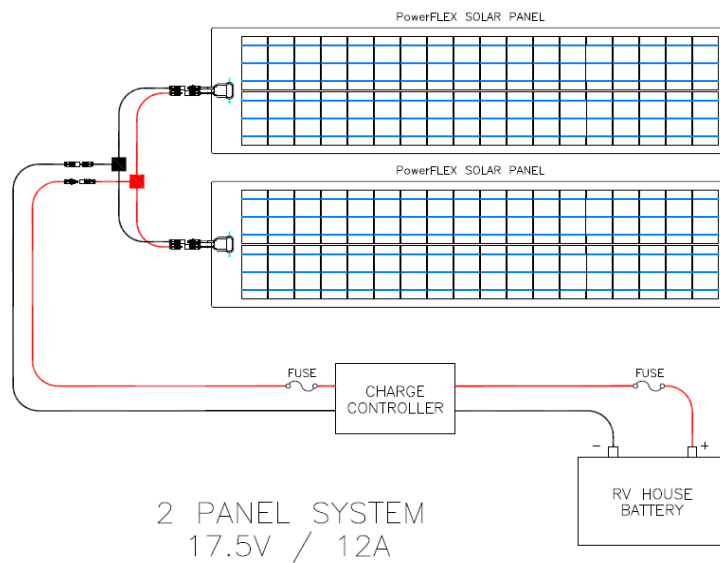 PowerFLEX SOLAR PANEL
PowerFLEX SOLAR PANEL
FUSE
FUSE
CHARGE
CONTROLLER
- +
RV HOUSE
BATTERY
2 PANEL SYSTEM
17.5V / 12A